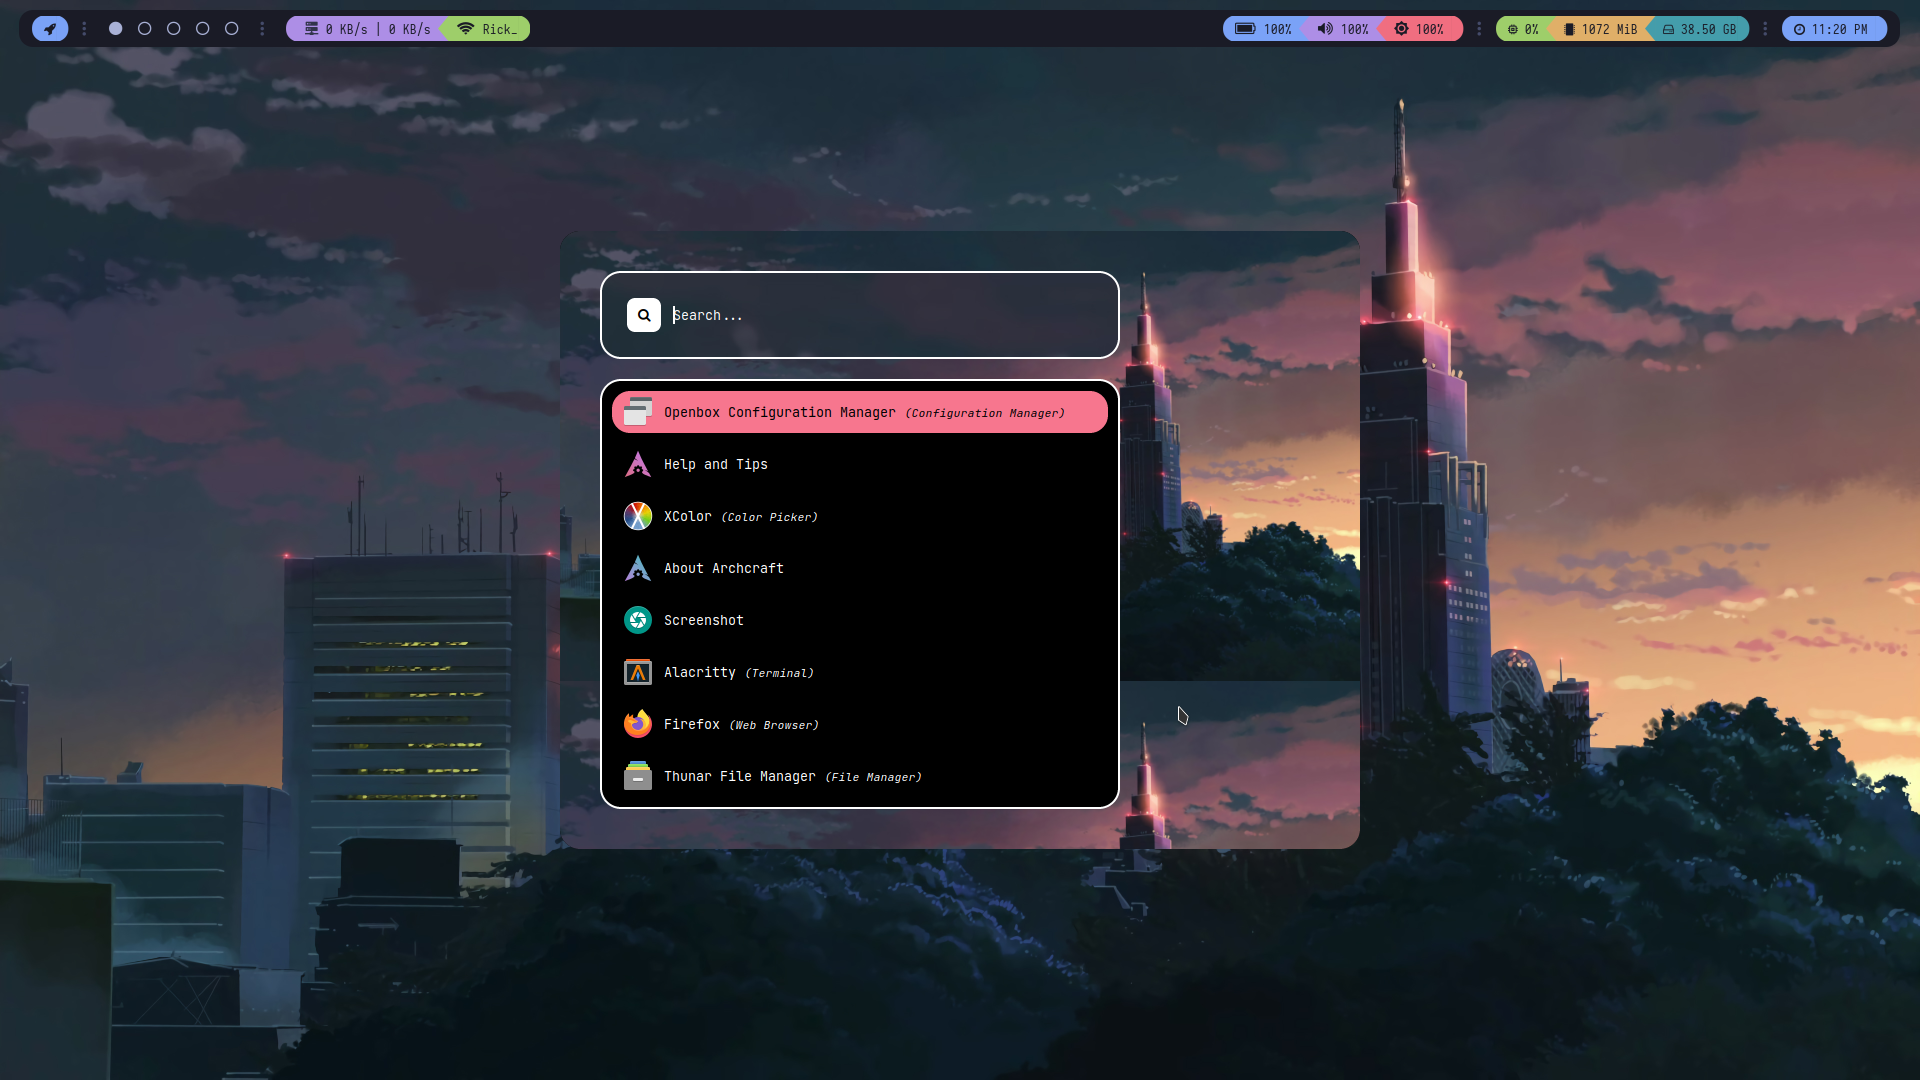 0 KB/s | 0 KB/s Rick_ 100% 100% 100% 0% 1072 MiB 38.50 GB 11:20 PM
Search...
Openbox Configuration Manager (Configuration Manager)
Help and Tips
XColor (Color Picker)
About Archcraft
Screenshot
Alacritty (Terminal)
Firefox (Web Browser)
Thunar File Manager (File Manager)